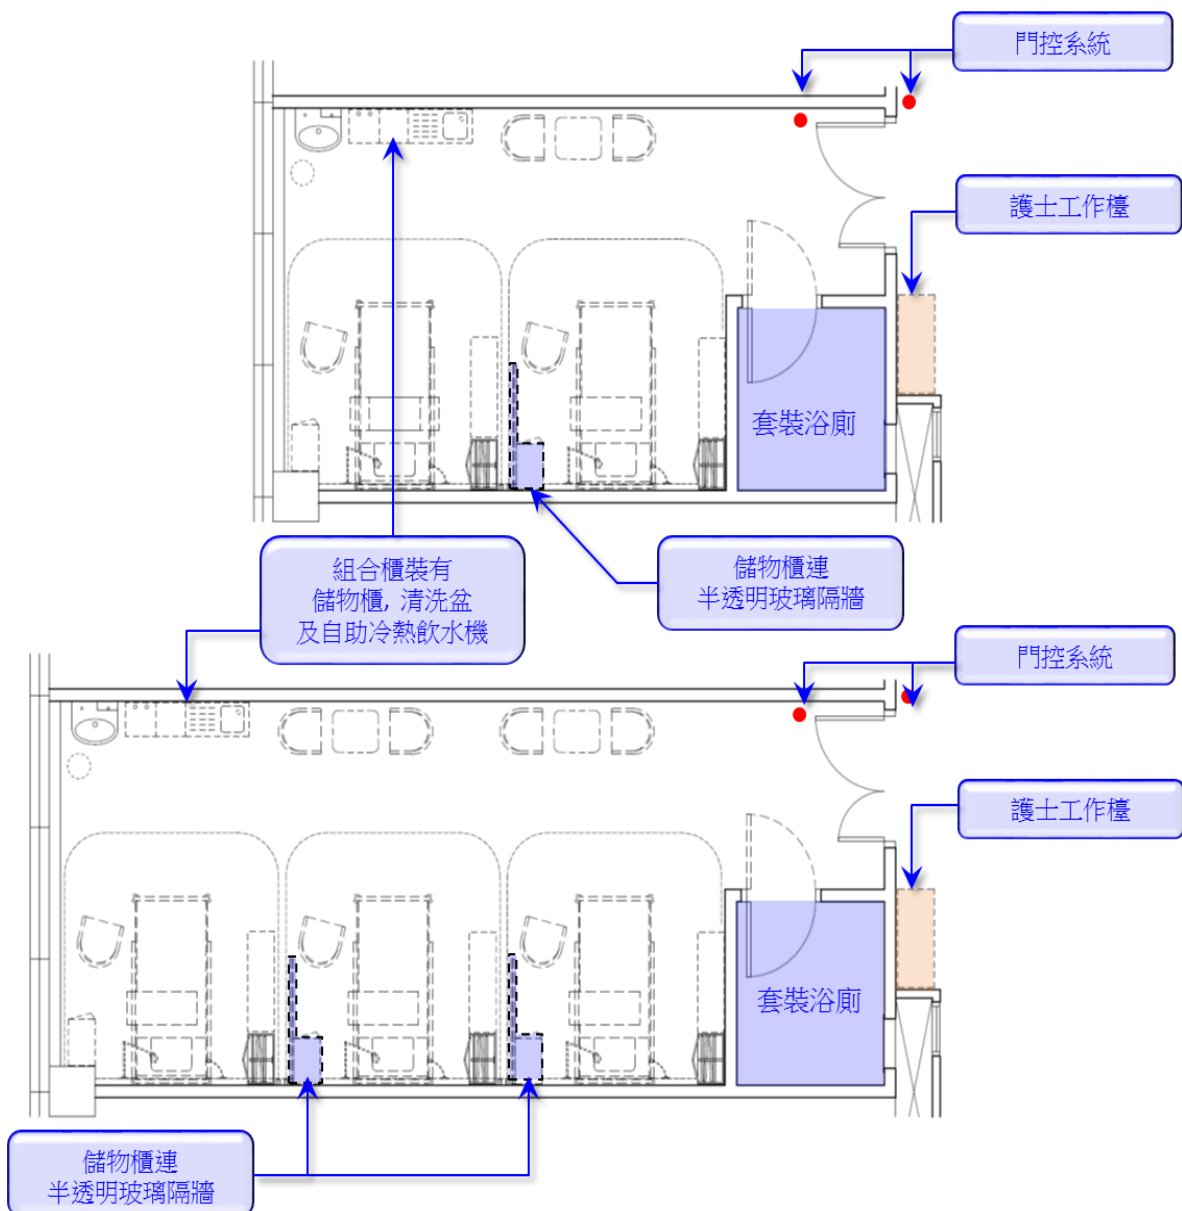 門控系統
護士工作檯
套裝浴廁
組合櫃裝有
儲物櫃, 清洗盆
及自助冷熱飲水機
儲物櫃連
半透明玻璃隔牆
門控系統
護士工作檯
套裝浴廁
儲物櫃連
半透明玻璃隔牆